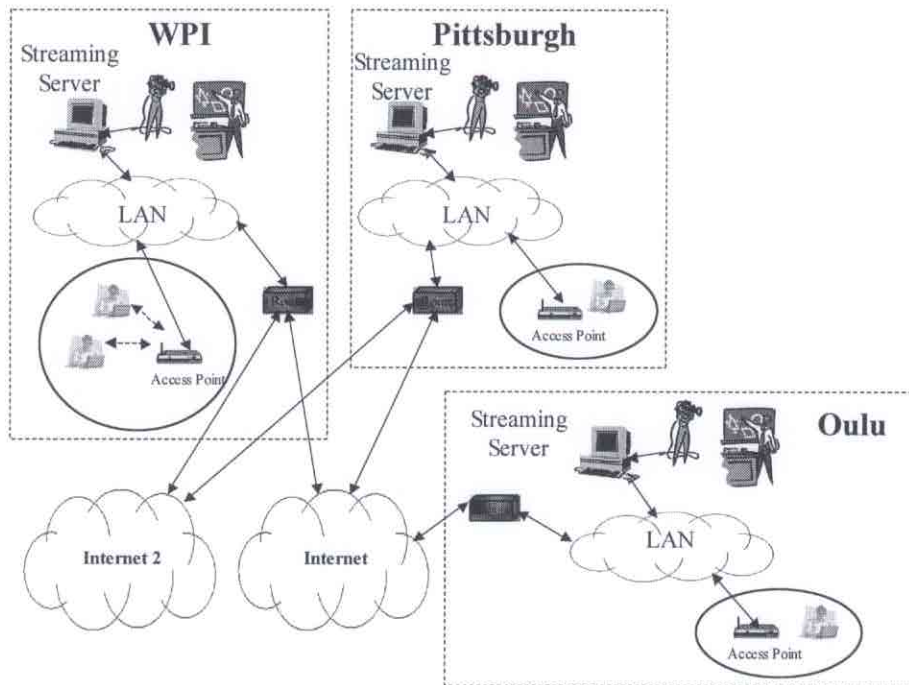 WPI
Streaming
Server
LAN
Access Point
Pittsburgh
Streaming
Server
LAN
Access Point
Oulu
Streaming
Server
LAN
Access Point
Internet 2
Internet